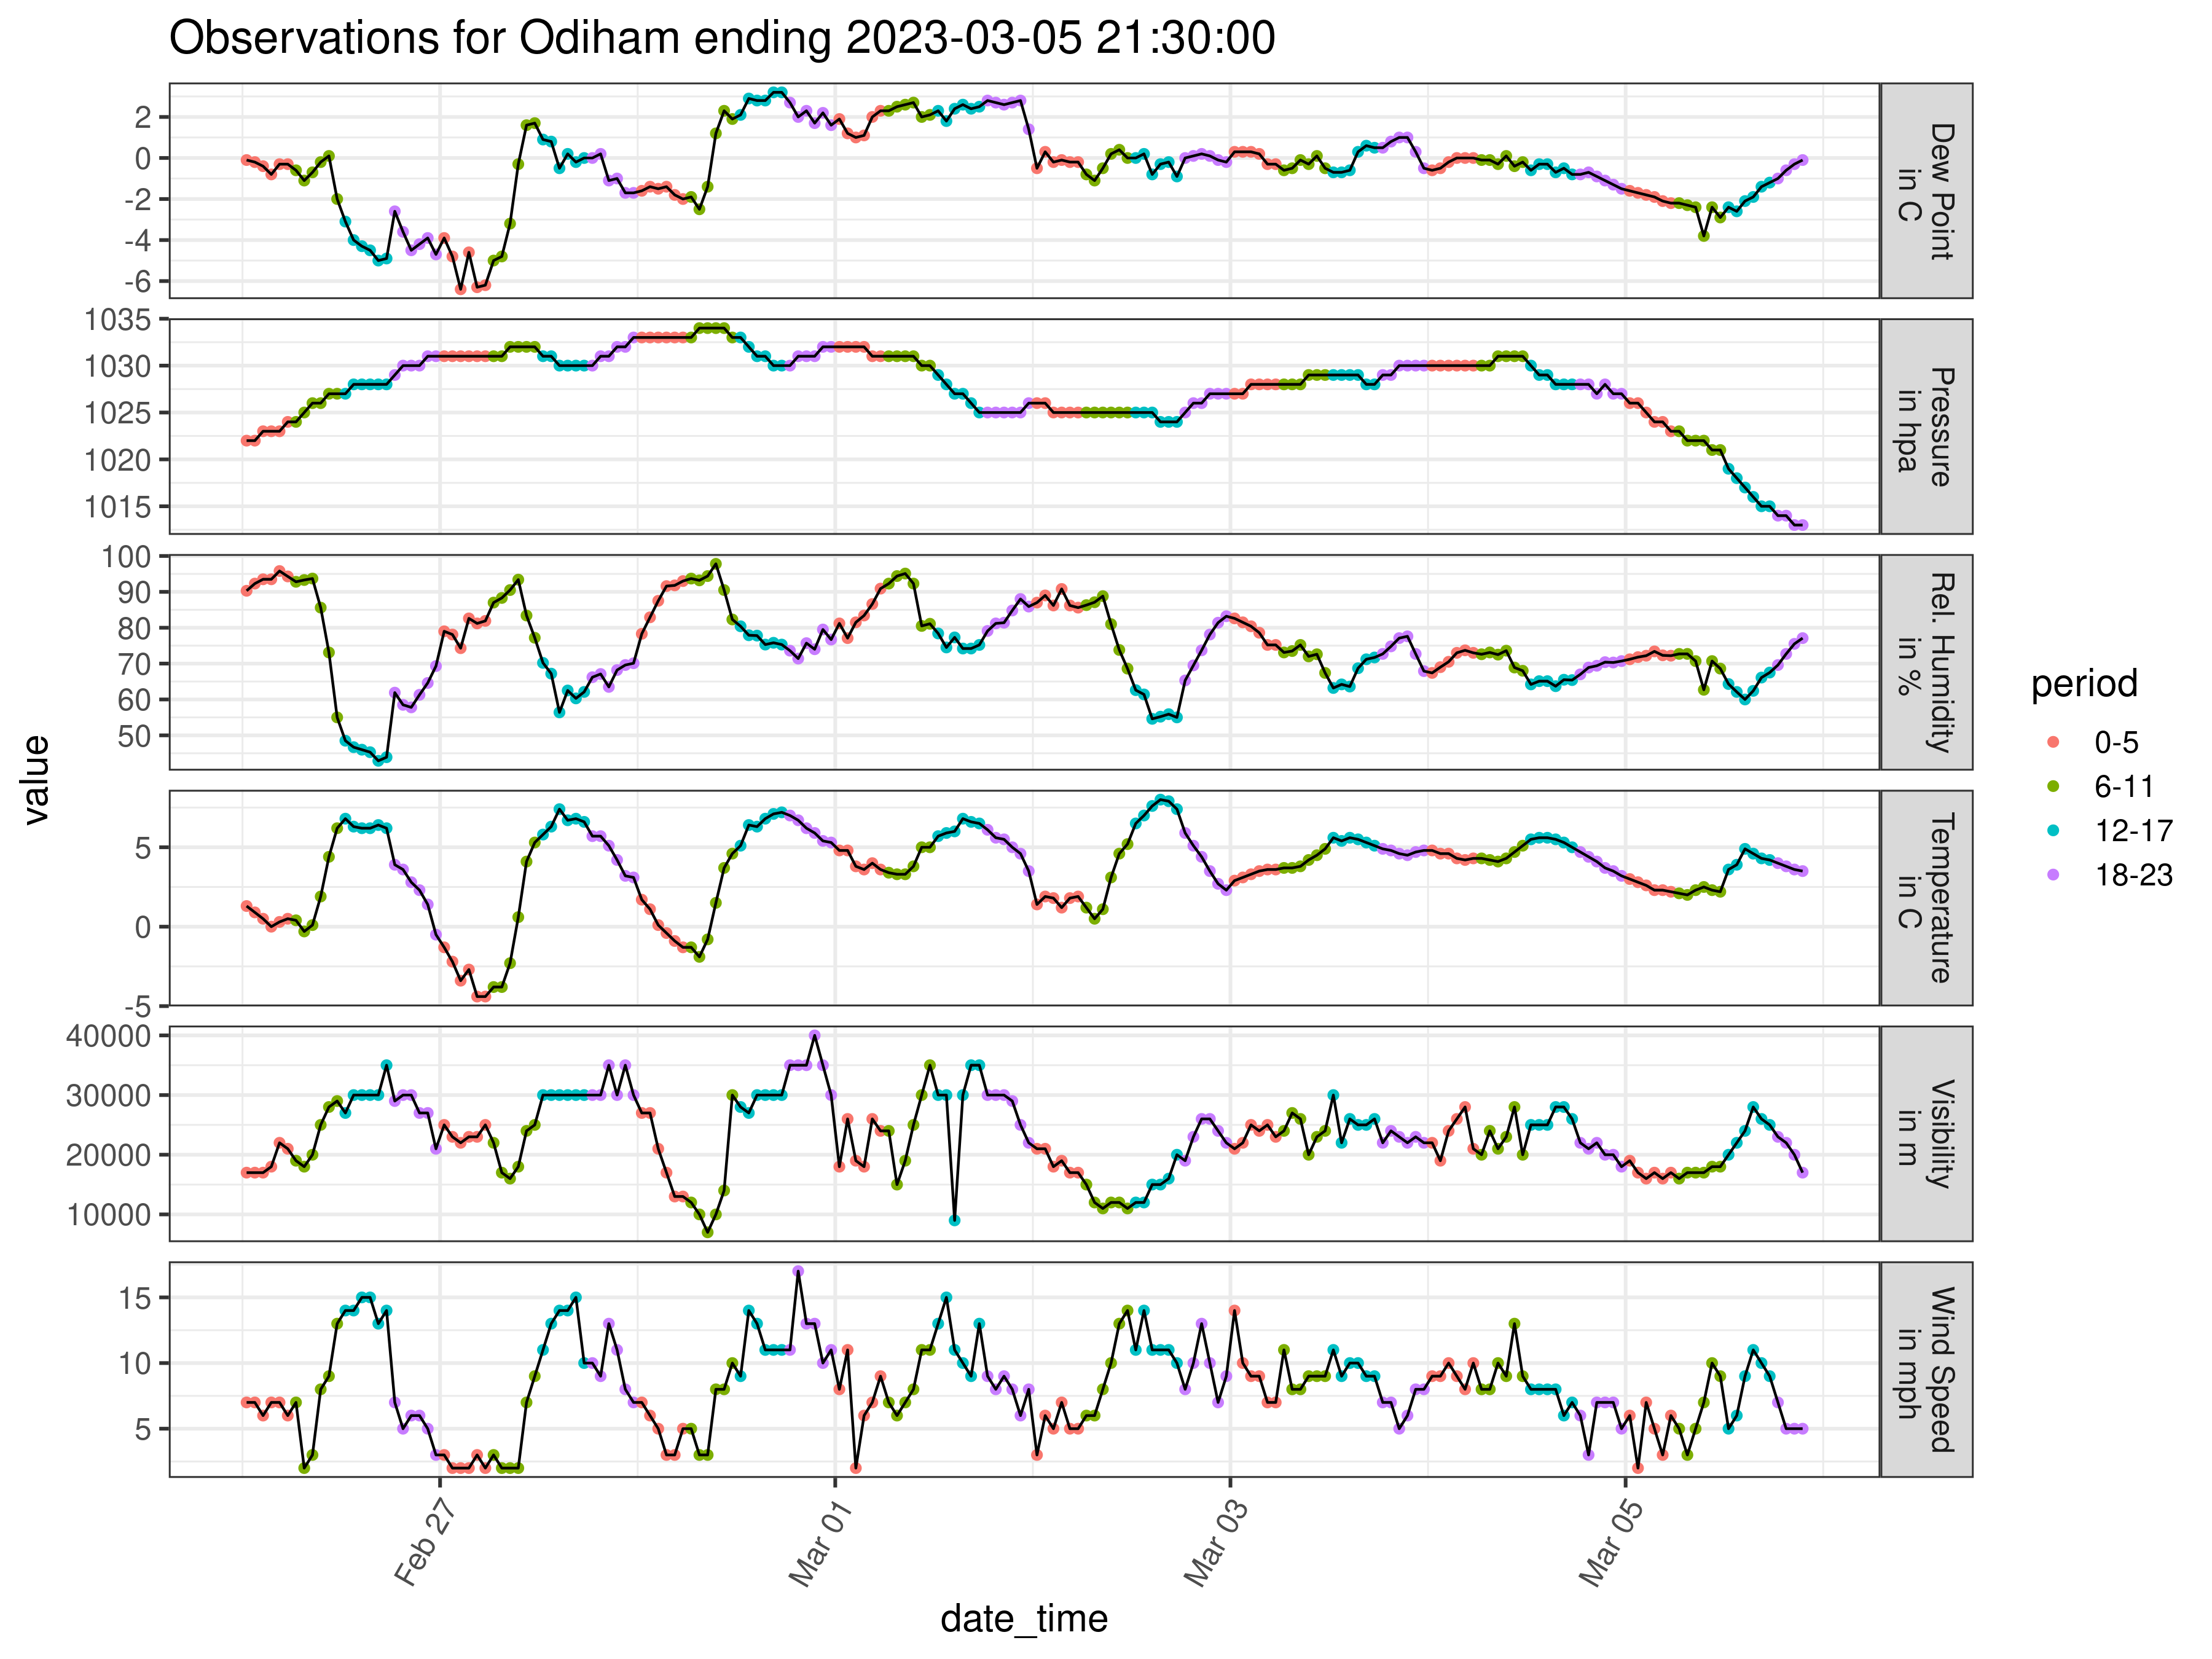 Observations for Odiham ending 2023-03-05 21:30:00
value
2
0
-2
-4
-6
Dew Point
in C
1035
1030
1025
1020
1015
Pressure
in hpa
100
90
80
70
60
50
Rel. Humidity
in %
5
0
-5
Temperature
in C
40000
30000
20000
10000
Visibility
in m
15
10
5
Wind Speed
in mph
Feb 27
Mar 01
Mar 03
Mar 05
date_time
period
0-5
6-11
12-17
18-23